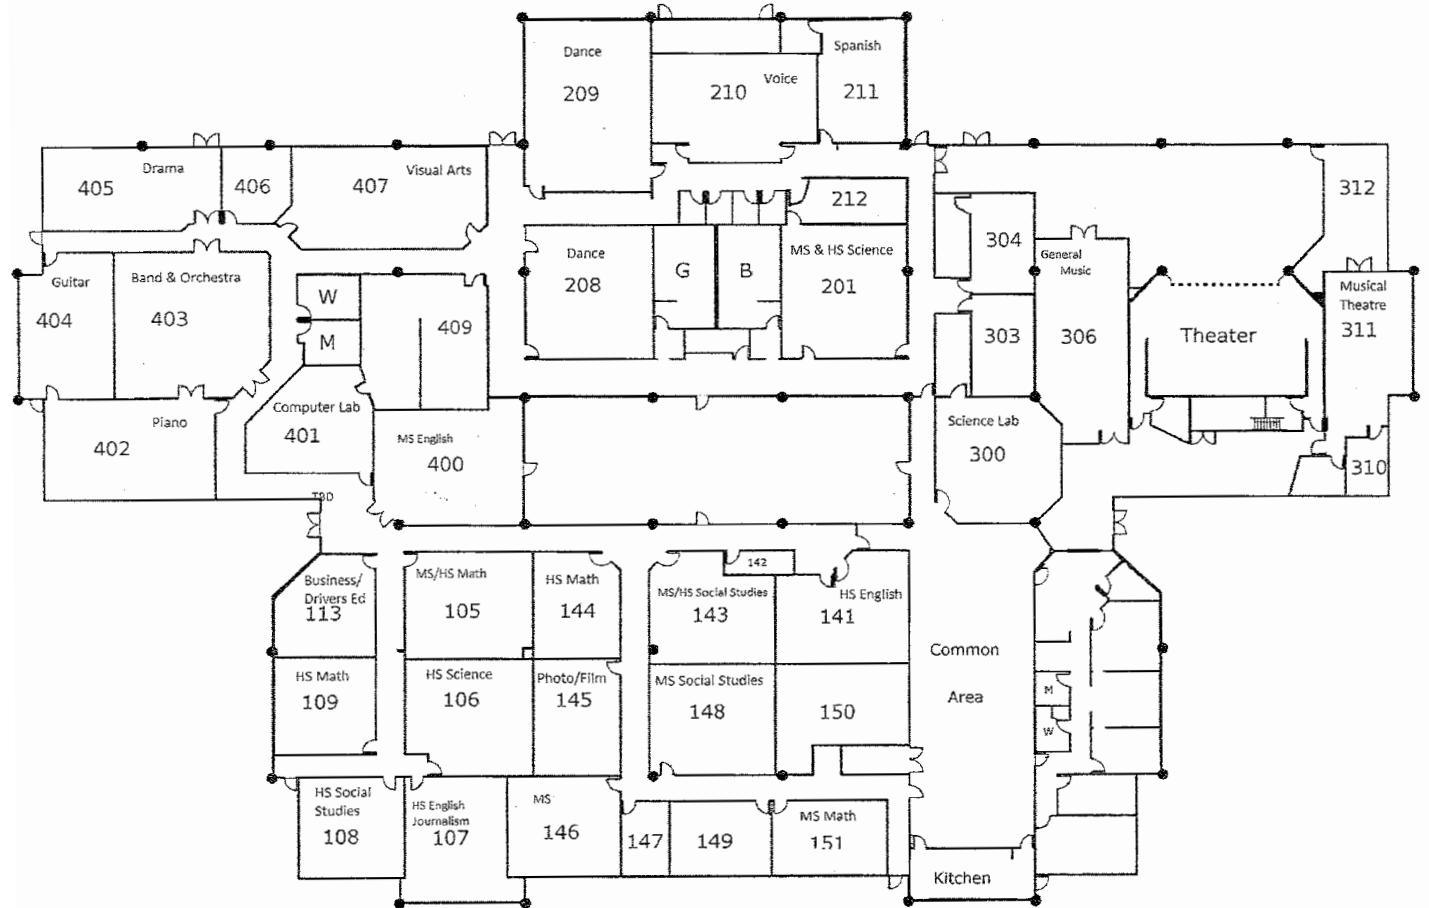 Dance
209
210
Voice
Spanish
211
405
Drama
406
407
Visual Arts
212
312
304
General
Music
Guitar
404
Band & Orchestra
403
W
M
409
Dance
208
G
B
MS & HS Science
201
303
306
Theater
Musical
Theatre
311
Piano
402
Computer Lab
401
MS English
400
Science Lab
300
310
TBD
Business/
Drivers Ed
113
MS/HS Math
105
HS Math
144
142
MS/HS Social Studies
143
HS English
141
Common
Area
HS Math
109
HS Science
106
Photo/Film
145
MS Social Studies
148
150
M
W
HS Social
Studies
108
HS English
Journalism
107
MS
146
147
149
MS Math
151
Kitchen